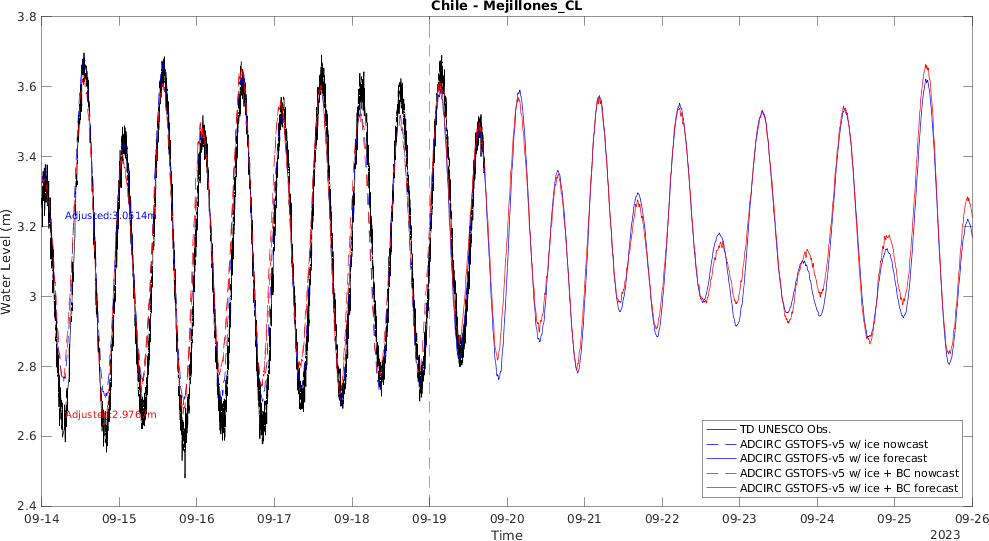 Chile - Mejillones_CL
3.8
3.6
3.4
3.2
3
2.8
2.6
2.4
Water Level (m)
Adjusted:3.0514m
TD UNESCO Obs.
ADCIRC GSTOFS-v5 w/ ice nowcast
ADCIRC GSTOFS-v5 w/ ice forecast
ADCIRC GSTOFS-v5 w/ ice + BC nowcast
ADCIRC GSTOFS-v5 w/ ice + BC forecast
09-14 09-15 09-16 09-17 09-18 09-19 09-20 09-21 09-22 09-23 09-24 09-25 09-26
Time
2023